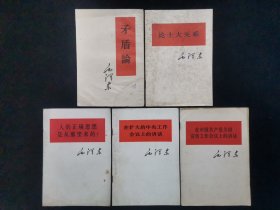 矛盾論
毛泽东
论十大关系
毛泽东
人的正确思想
是从那里来的？
毛泽东
在扩大的中央工作
会议上的讲话
毛泽东
在中国共产党全国
宣传工作会议上的讲话
毛泽东